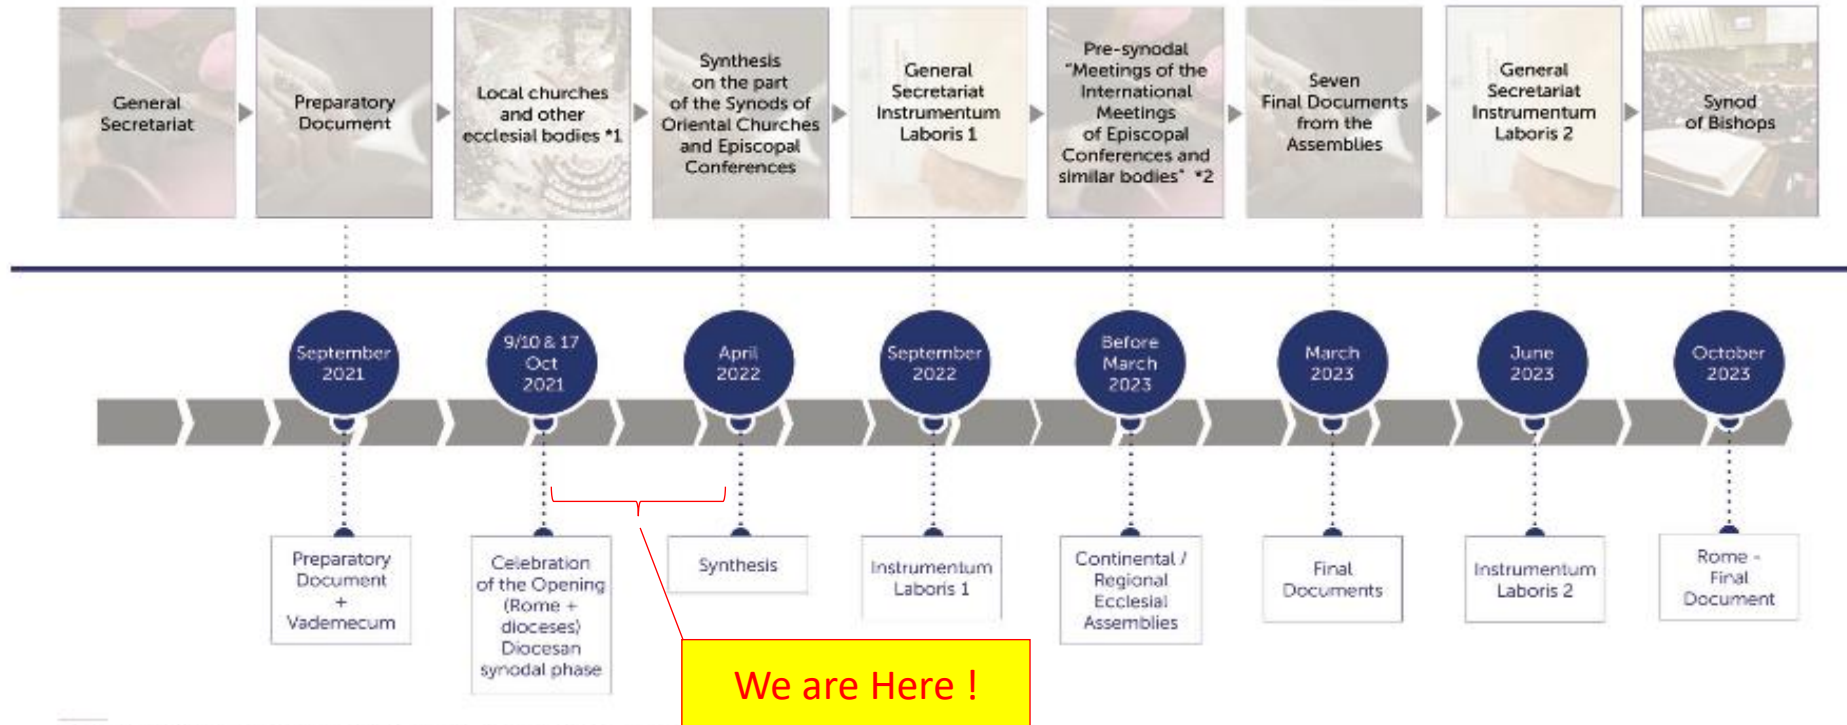 General
Secretariat
Preparatory
Document
Local churches
and other
ecclesial bodies *1
Synthesis
on the part
of the Synods of
Oriental Churches
and Episcopal
Conferences
General
Secretariat
Instrumentum
Laboris 1
Pre-synodal
"Meetings of the
International
Meetings
of Episcopal
Conferences and
similar bodies" *2
Seven
Final Documents
from the
Assemblies
General
Secretariat
Instrumentum
Laboris 2
Synod
of Bishops
September
2021
9/10 & 17
Oct
2021
April
2022
September
2022
Before
March
2023
March
2023
June
2023
October
2023
Preparatory
Document
+
Vademecum
Celebration
of the Opening
(Rome +
dioceses)
Diocesan
synodal phase
Synthesis
Instrumentum
Laboris 1
Continental /
Regional
Ecclesial
Assemblies
Final
Documents
Instrumentum
Laboris 2
Rome -
Final
Document
We are Here !